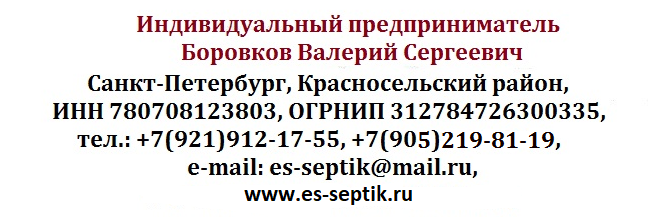 Индивидуальный предприниматель
Боровков Валерий Сергеевич
Санкт-Петербург, Красносельский район,
ИНН 780708123803, ОГРНИП 312784726300335,
тел.: +7(921)912-17-55, +7(905)219-81-19,
e-mail: es-septik@mail.ru,
www.es-septik.ru